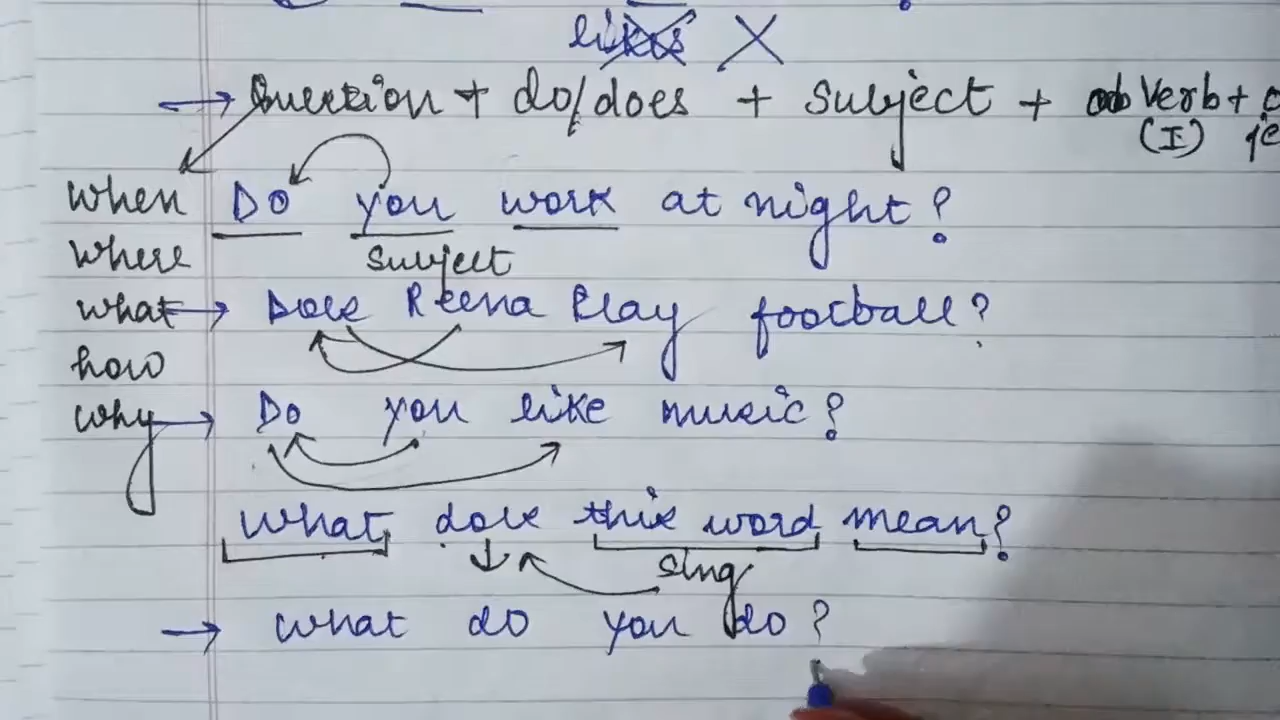 likes X
→ Question + do/does + Subject + Verb +
(I)
When Do you work at night?
where subject
what → Does Reena Play football?
how
why → Do you like music?
What does this word mean?
sing
→ What do you do?